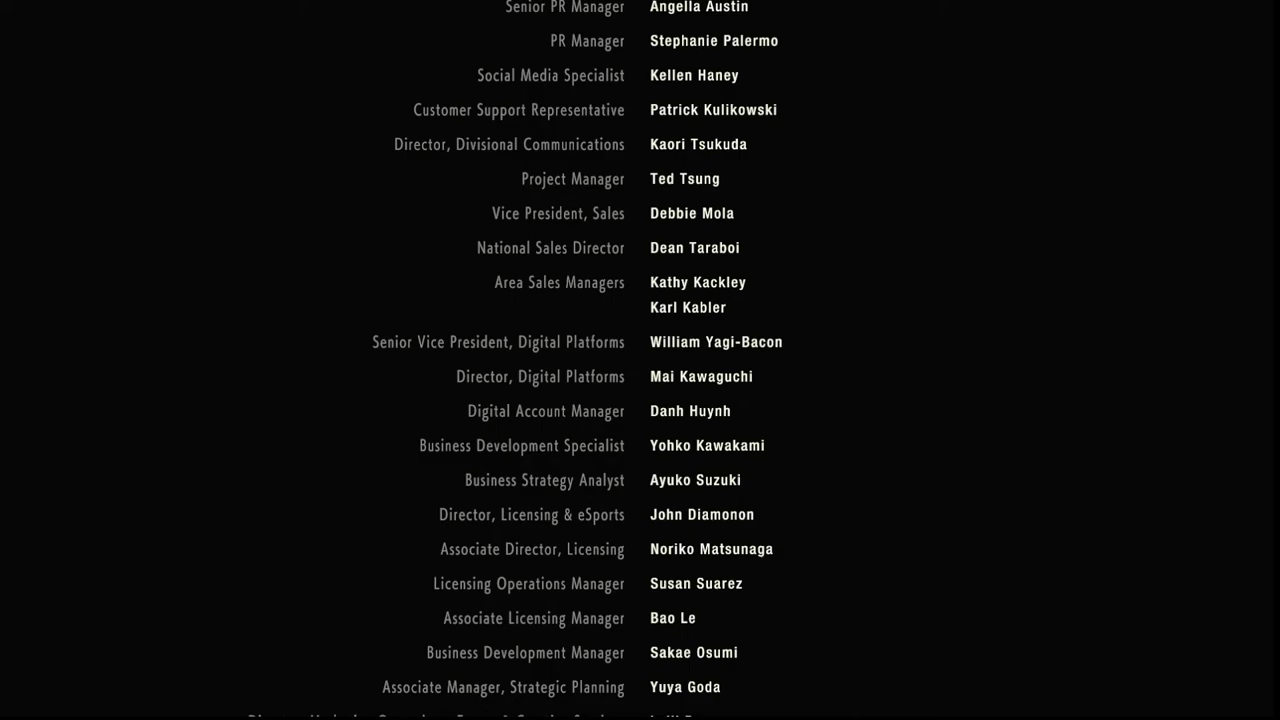 Senior PR Manager Angella Austin
PR Manager Stephanie Palermo
Social Media Specialist Kellen Haney
Customer Support Representative Patrick Kulikowski
Director, Divisional Communications Kaori Tsukuda
Project Manager Ted Tsung
Vice President, Sales Debbie Mola
National Sales Director Dean Taraboi
Area Sales Managers Kathy Kackley
Karl Kabler
Senior Vice President, Digital Platforms William Yagi-Bacon
Director, Digital Platforms Mai Kawaguchi
Digital Account Manager Danh Huynh
Business Development Specialist Yohko Kawakami
Business Strategy Analyst Ayuko Suzuki
Director, Licensing & eSports John Diamonon
Associate Director, Licensing Noriko Matsunaga
Licensing Operations Manager Susan Suarez
Associate Licensing Manager Bao Le
Business Development Manager Sakae Osumi
Associate Manager, Strategic Planning Yuya Goda